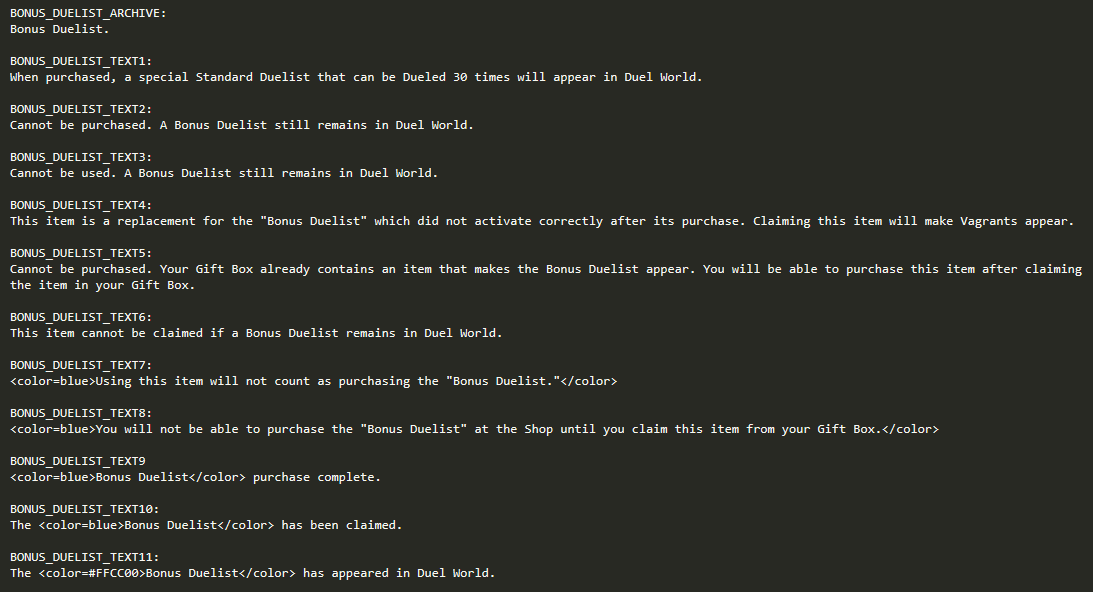 BONUS_DUELIST_ARCHIVE:
Bonus Duelist.
BONUS_DUELIST_TEXT1:
When purchased, a special Standard Duelist that can be Dueled 30 times will appear in Duel World.
BONUS_DUELIST_TEXT2:
Cannot be purchased. A Bonus Duelist still remains in Duel World.
BONUS_DUELIST_TEXT3:
Cannot be used. A Bonus Duelist still remains in Duel World.
BONUS_DUELIST_TEXT4:
This item is a replacement for the "Bonus Duelist" which did not activate correctly after its purchase. Claiming this item will make Vagrants appear.
BONUS_DUELIST_TEXT5:
Cannot be purchased. Your Gift Box already contains an item that makes the Bonus Duelist appear. You will be able to purchase this item after claiming
the item in your Gift Box.
BONUS_DUELIST_TEXT6:
This item cannot be claimed if a Bonus Duelist remains in Duel World.
BONUS_DUELIST_TEXT7:
<color=blue>Using this item will not count as purchasing the "Bonus Duelist."</color>
BONUS_DUELIST_TEXT8:
<color=blue>You will not be able to purchase the "Bonus Duelist" at the Shop until you claim this item from your Gift Box.</color>
BONUS_DUELIST_TEXT9
<color=blue>Bonus Duelist</color> purchase complete.
BONUS_DUELIST_TEXT10:
The <color=blue>Bonus Duelist</color> has been claimed.
BONUS_DUELIST_TEXT11:
The <color=#FFCC00>Bonus Duelist</color> has appeared in Duel World.